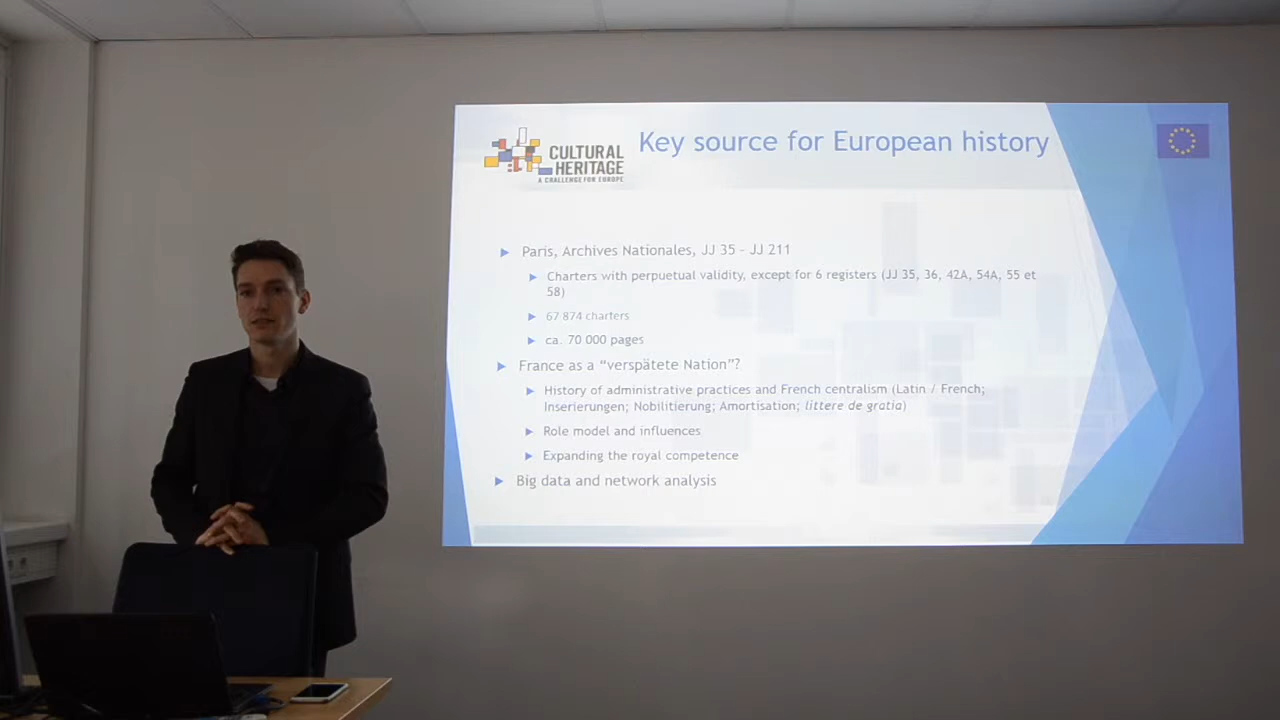 CULTURAL
HERITAGE
A CHALLENGE FOR EUROPE
Key source for European history
Paris, Archives Nationales, JJ 35 – JJ 211
Charters with perpuetual validity, except for 6 registers (JJ 35, 36, 42A, 54A, 55 et
58)
67 874 charters
ca. 70 000 pages
France as a “verspätete Nation”?
History of administrative practices and French centralism (Latin / French;
Inserierungen; Nobilitierung; Amortisation; littere de gratia)
Role model and influences
Expanding the royal competence
Big data and network analysis